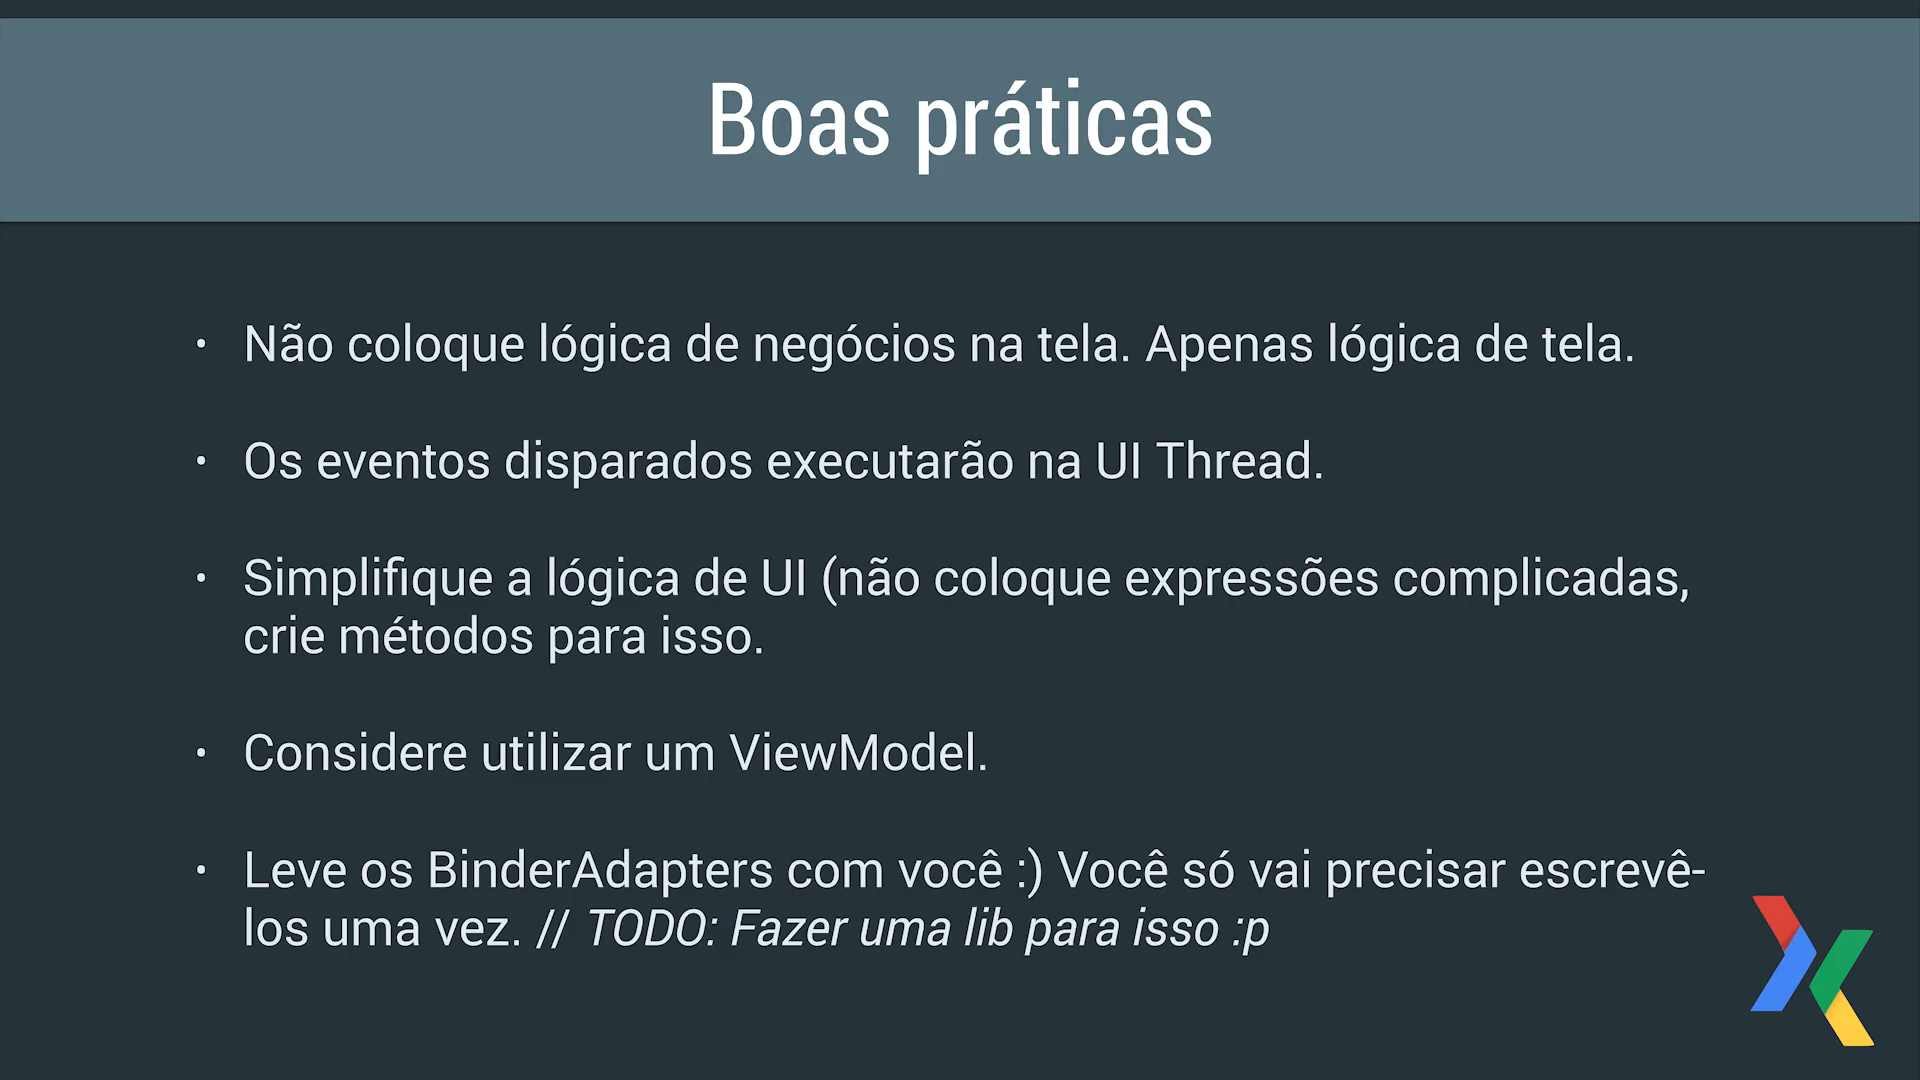 Boas práticas
• Não coloque lógica de negócios na tela. Apenas lógica de tela.
• Os eventos disparados executarão na UI Thread.
• Simplifique a lógica de UI (não coloque expressões complicadas,
crie métodos para isso.
• Considere utilizar um ViewModel.
• Leve os BinderAdapters com você :) Você só vai precisar escrevê-
los uma vez. // TODO: Fazer uma lib para isso :p